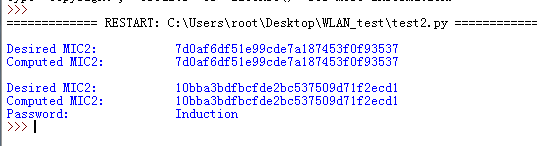 >>>
============= RESTART: C:\Users\root\Desktop\WLAN_test\test2.py =============
Desired MIC2: 7d0af6df51e99cde7a187453f0f93537
Computed MIC2: 7d0af6df51e99cde7a187453f0f93537
Desired MIC2: 10bba3bdfbcfde2bc537509d71f2ecd1
Computed MIC2: 10bba3bdfbcfde2bc537509d71f2ecd1
Password: Induction
>>>